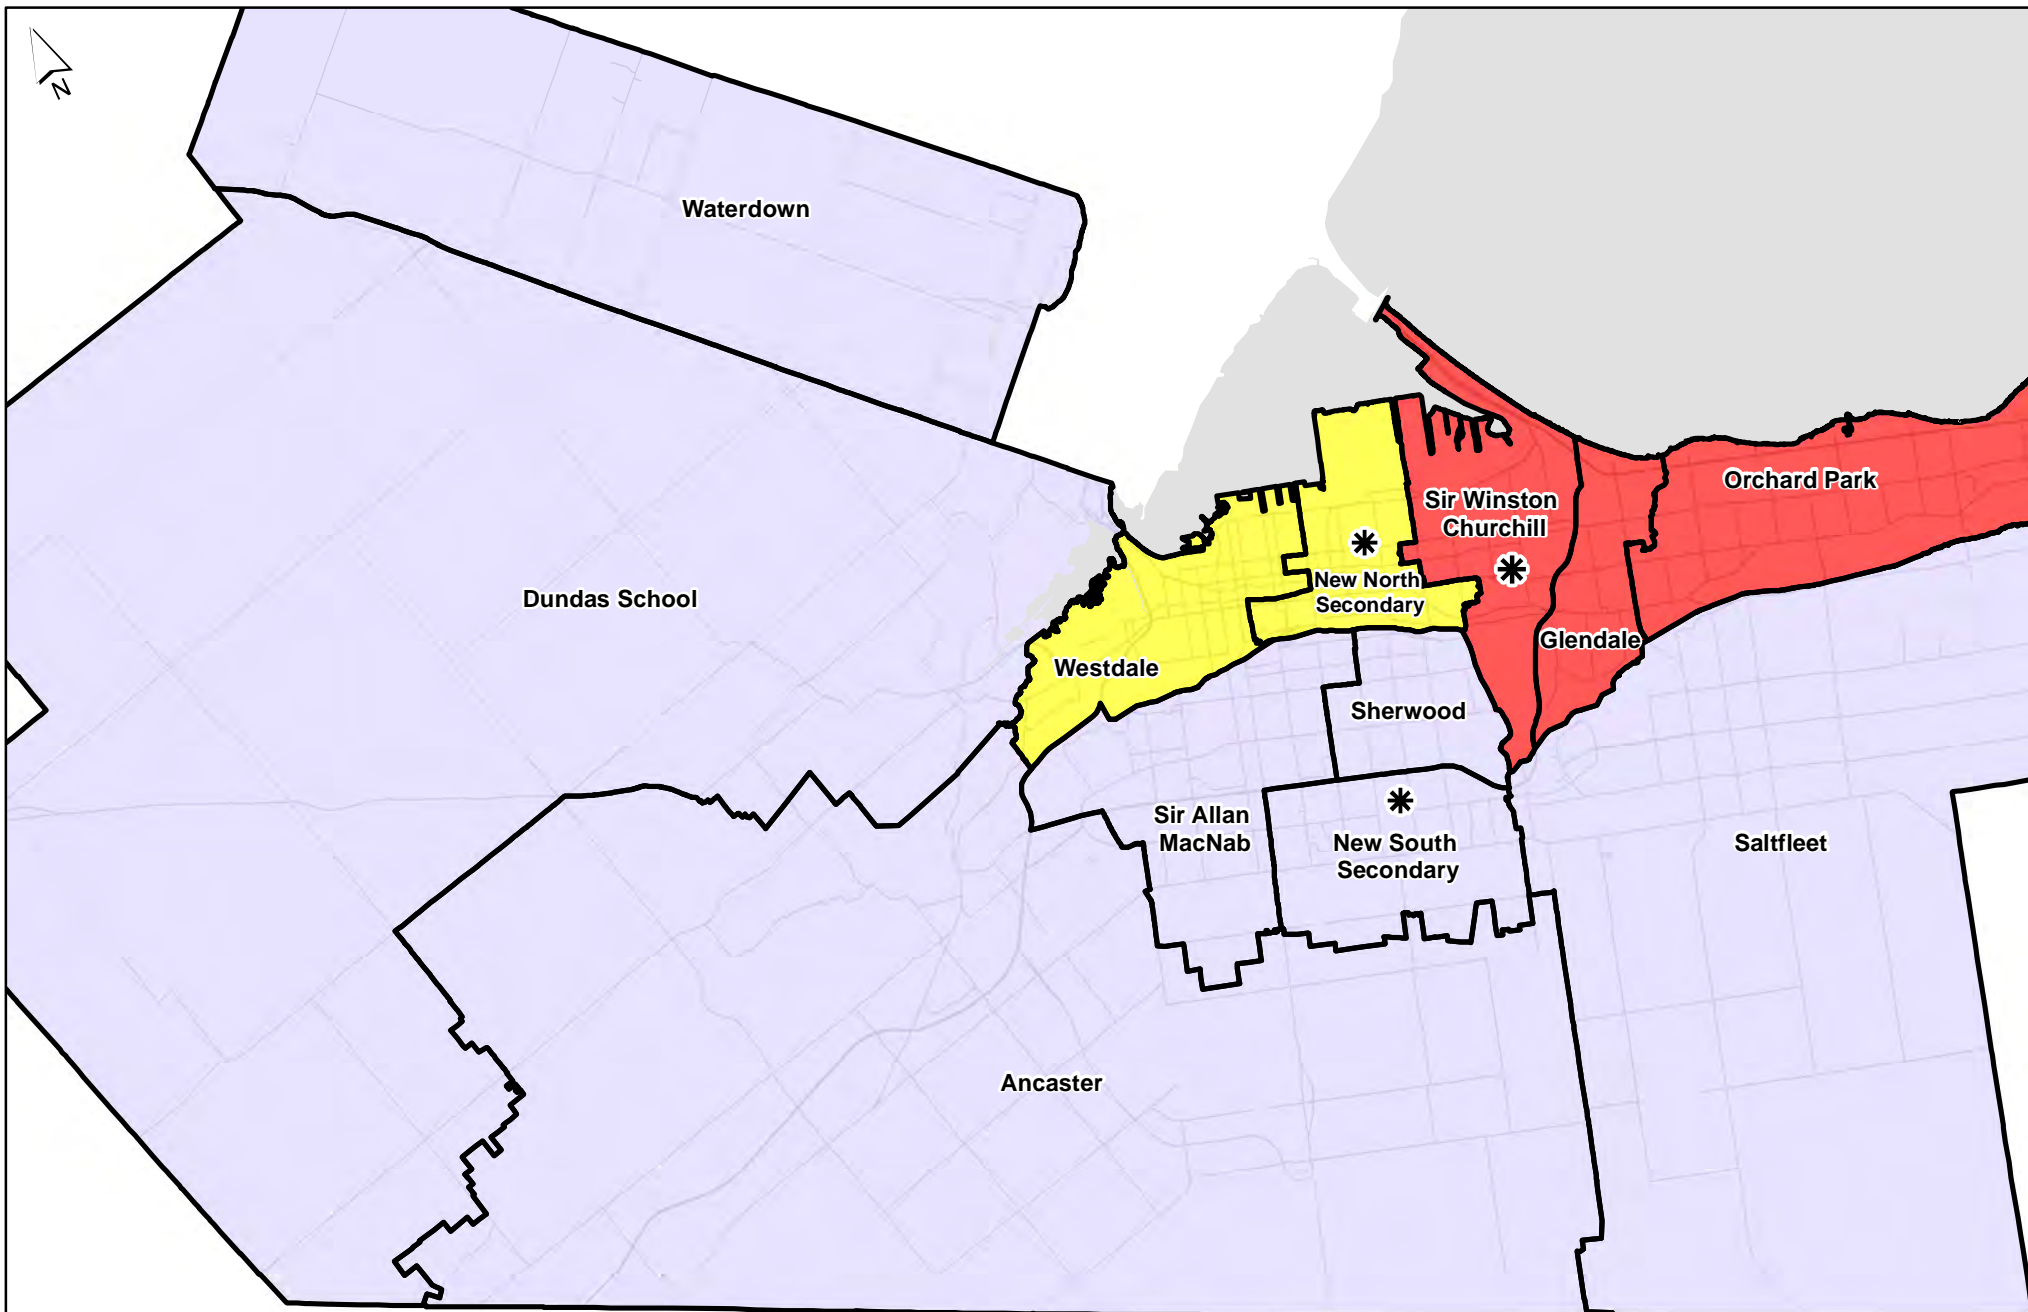 N
Waterdown
Orchard Park
Sir Winston
Churchill
New North
Secondary
Dundas School
Glendale
Westdale
Sherwood
Sir Allan
MacNab
New South
Secondary
Saltfleet
Ancaster